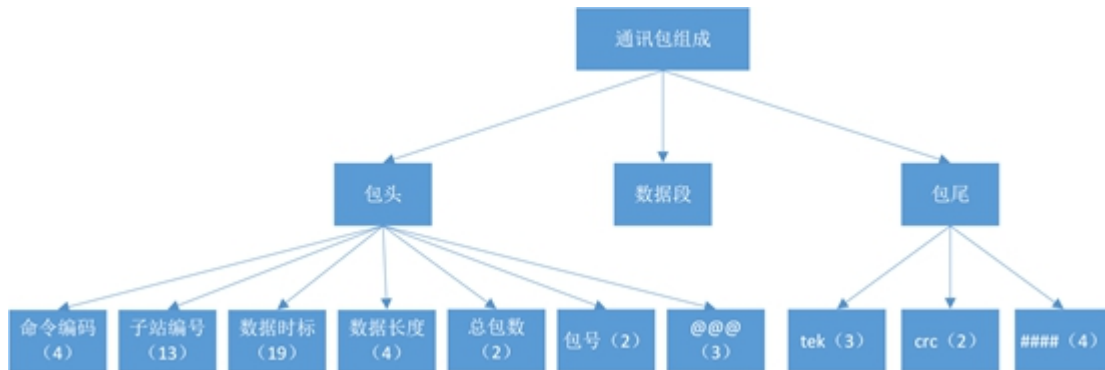 通讯包组成
包头
数据段
包尾
命令编码
（4）
子站编号
（13）
数据时标
（19）
数据长度
（4）
总包数
（2）
包号（2）
@@@
（3）
tek（3）
crc（2）
####（4）